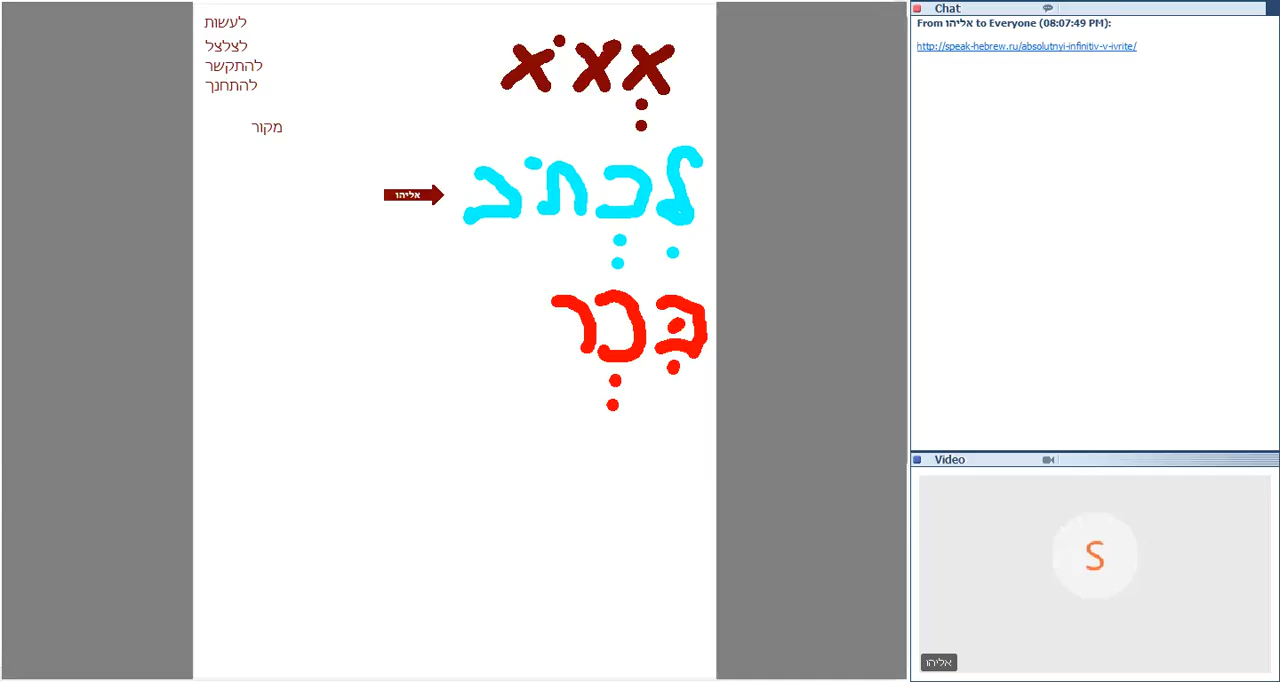 לעשות
לצלצל
להתקשר
להתחנך
מקור
אְאאֹ
לִכְתֹב
אליהו
בִּכְר
Chat
From אליהו to Everyone (08:07:49 PM):
http://speak-hebrew.ru/absolutnyi-infinitiv-v-ivrite/
Video
S
אליהו